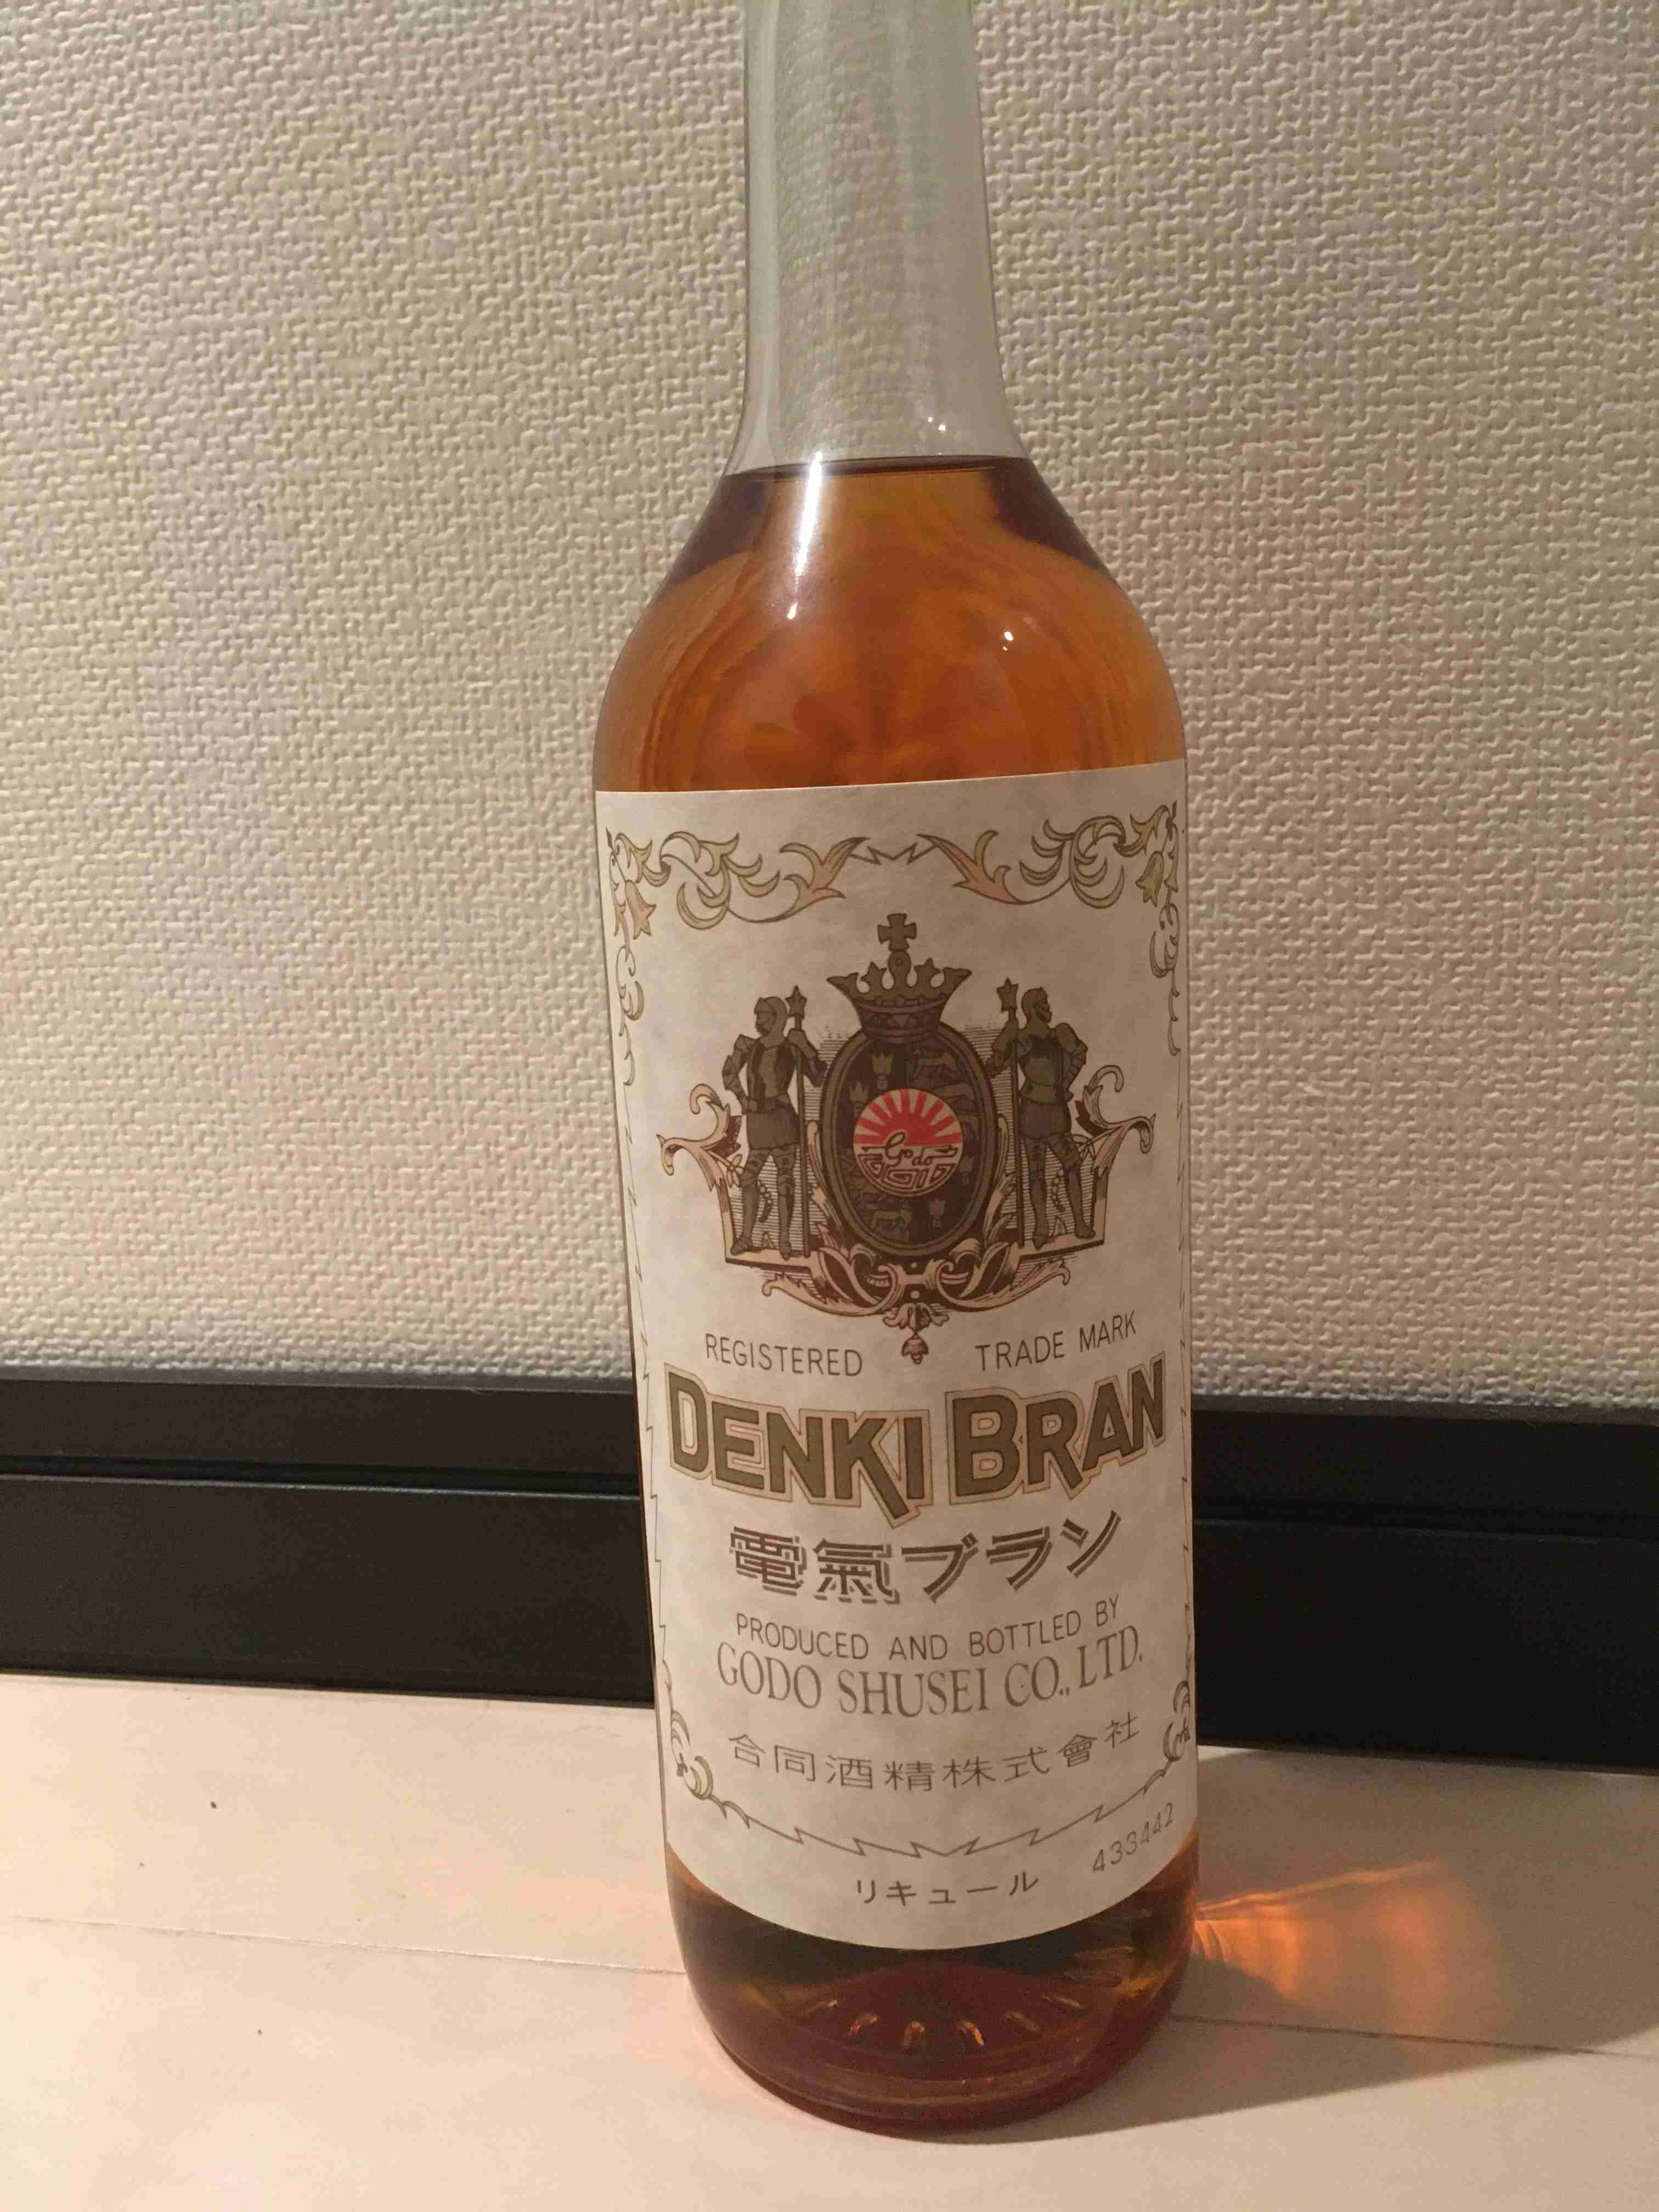 Godo
REGISTERED TRADE MARK
DENKI BRAN
電氣ブラン
PRODUCED AND BOTTLED BY
GODO SHUSEI CO., LTD.
合同酒精株式會社
433442
リキュール